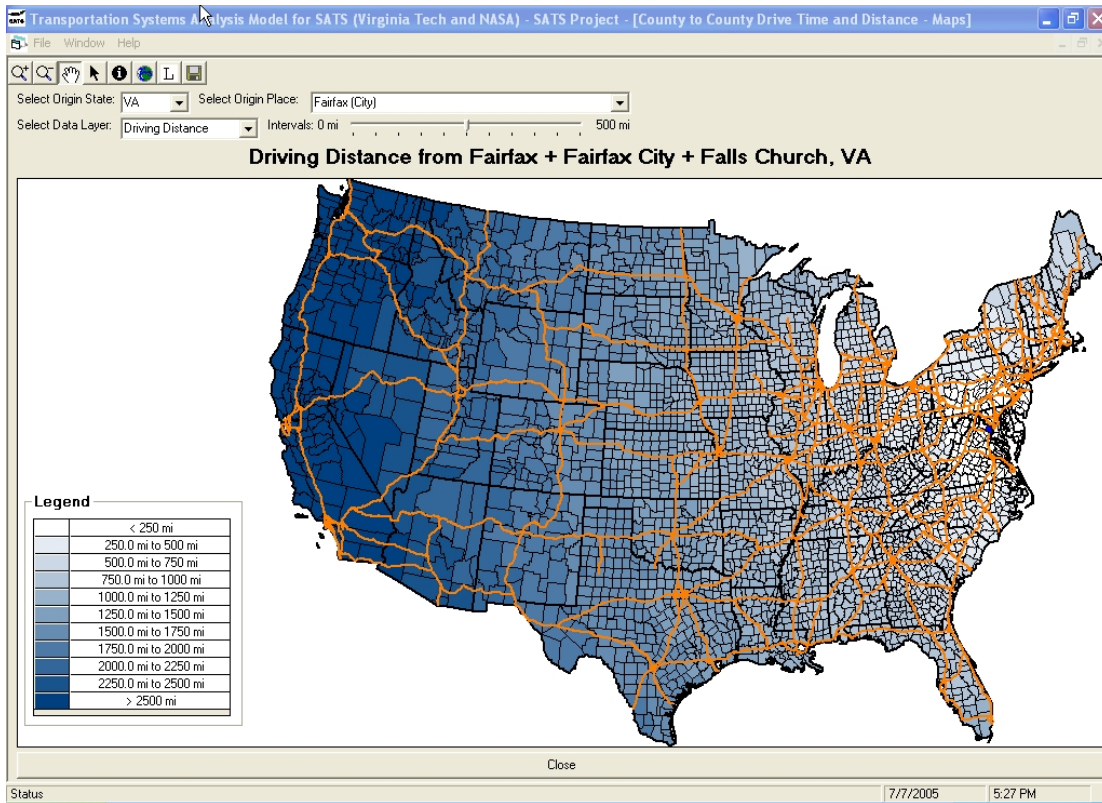 SATS Transportation Systems Analysis Model for SATS (Virginia Tech and NASA) - SATS Project - [County to County Drive Time and Distance - Maps]
File Window Help
L
Select Origin State: VA Select Origin Place: Fairfax (City)
Select Data Layer: Driving Distance Intervals: 0 mi 500 mi
Driving Distance from Fairfax + Fairfax City + Falls Church, VA
Legend
< 250 mi
250.0 mi to 500 mi
500.0 mi to 750 mi
750.0 mi to 1000 mi
1000.0 mi to 1250 mi
1250.0 mi to 1500 mi
1500.0 mi to 1750 mi
1750.0 mi to 2000 mi
2000.0 mi to 2250 mi
2250.0 mi to 2500 mi
> 2500 mi
Close
Status 7/7/2005 5:27 PM